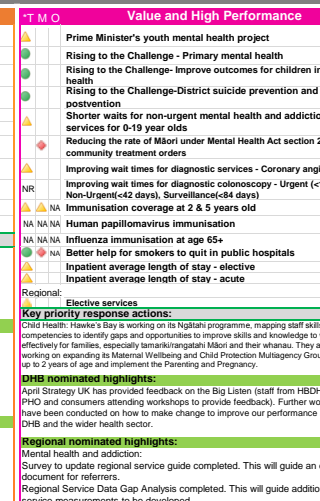 *T M O Value and High Performance
Prime Minister's youth mental health project
Rising to the Challenge - Primary mental health
Rising to the Challenge- Improve outcomes for children in
health
Rising to the Challenge-District suicide prevention and
postvention
Shorter waits for non-urgent mental health and addictio
services for 0-19 year olds
Reducing the rate of Māori under Mental Health Act section 2
community treatment orders
Improving wait times for diagnostic services - Coronary angi
NR Improving wait times for diagnostic colonoscopy - Urgent (<
Non-Urgent(<42 days), Surveillance(<84 days)
NA Immunisation coverage at 2 & 5 years old
NA NA NA Human papillomavirus immunisation
NA NA NA Influenza immunisation at age 65+
NA Better help for smokers to quit in public hospitals
Inpatient average length of stay - elective
Inpatient average length of stay - acute
Regional:
Elective services
Key priority response actions:
Child Health: Hawke's Bay is working on its Ngātahi programme, mapping staff skills
competencies to identify gaps and opportunities to improve skills and knowledge to
effectively for families, especially tamariki/rangatahi Māori and their whanau. They a
working on expanding its Maternal Wellbeing and Child Protection Multiagency Grou
up to 2 years of age and implement the Parenting and Pregnancy.
DHB nominated highlights:
April Strategy UK has provided feedback on the Big Listen (staff from HBDH
PHO and consumers attending workshops to provide feedback). Further wo
have been conducted on how to make change to improve our performance
DHB and the wider health sector.
Regional nominated highlights:
Mental health and addiction:
Survey to update regional service guide completed. This will guide an
document for referrers.
Regional Service Data Gap Analysis completed. This will guide additio
service measurements to be developed.